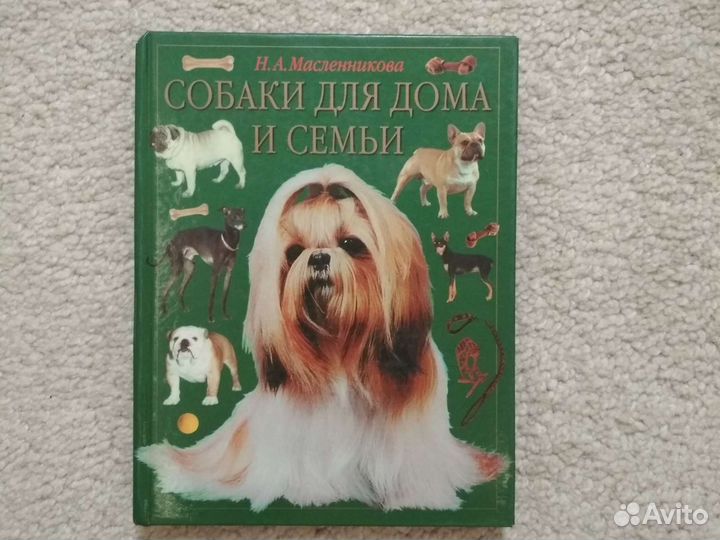 Н. А. Масленникова
СОБАКИ ДЛЯ ДОМА
И СЕМЬИ
Avito